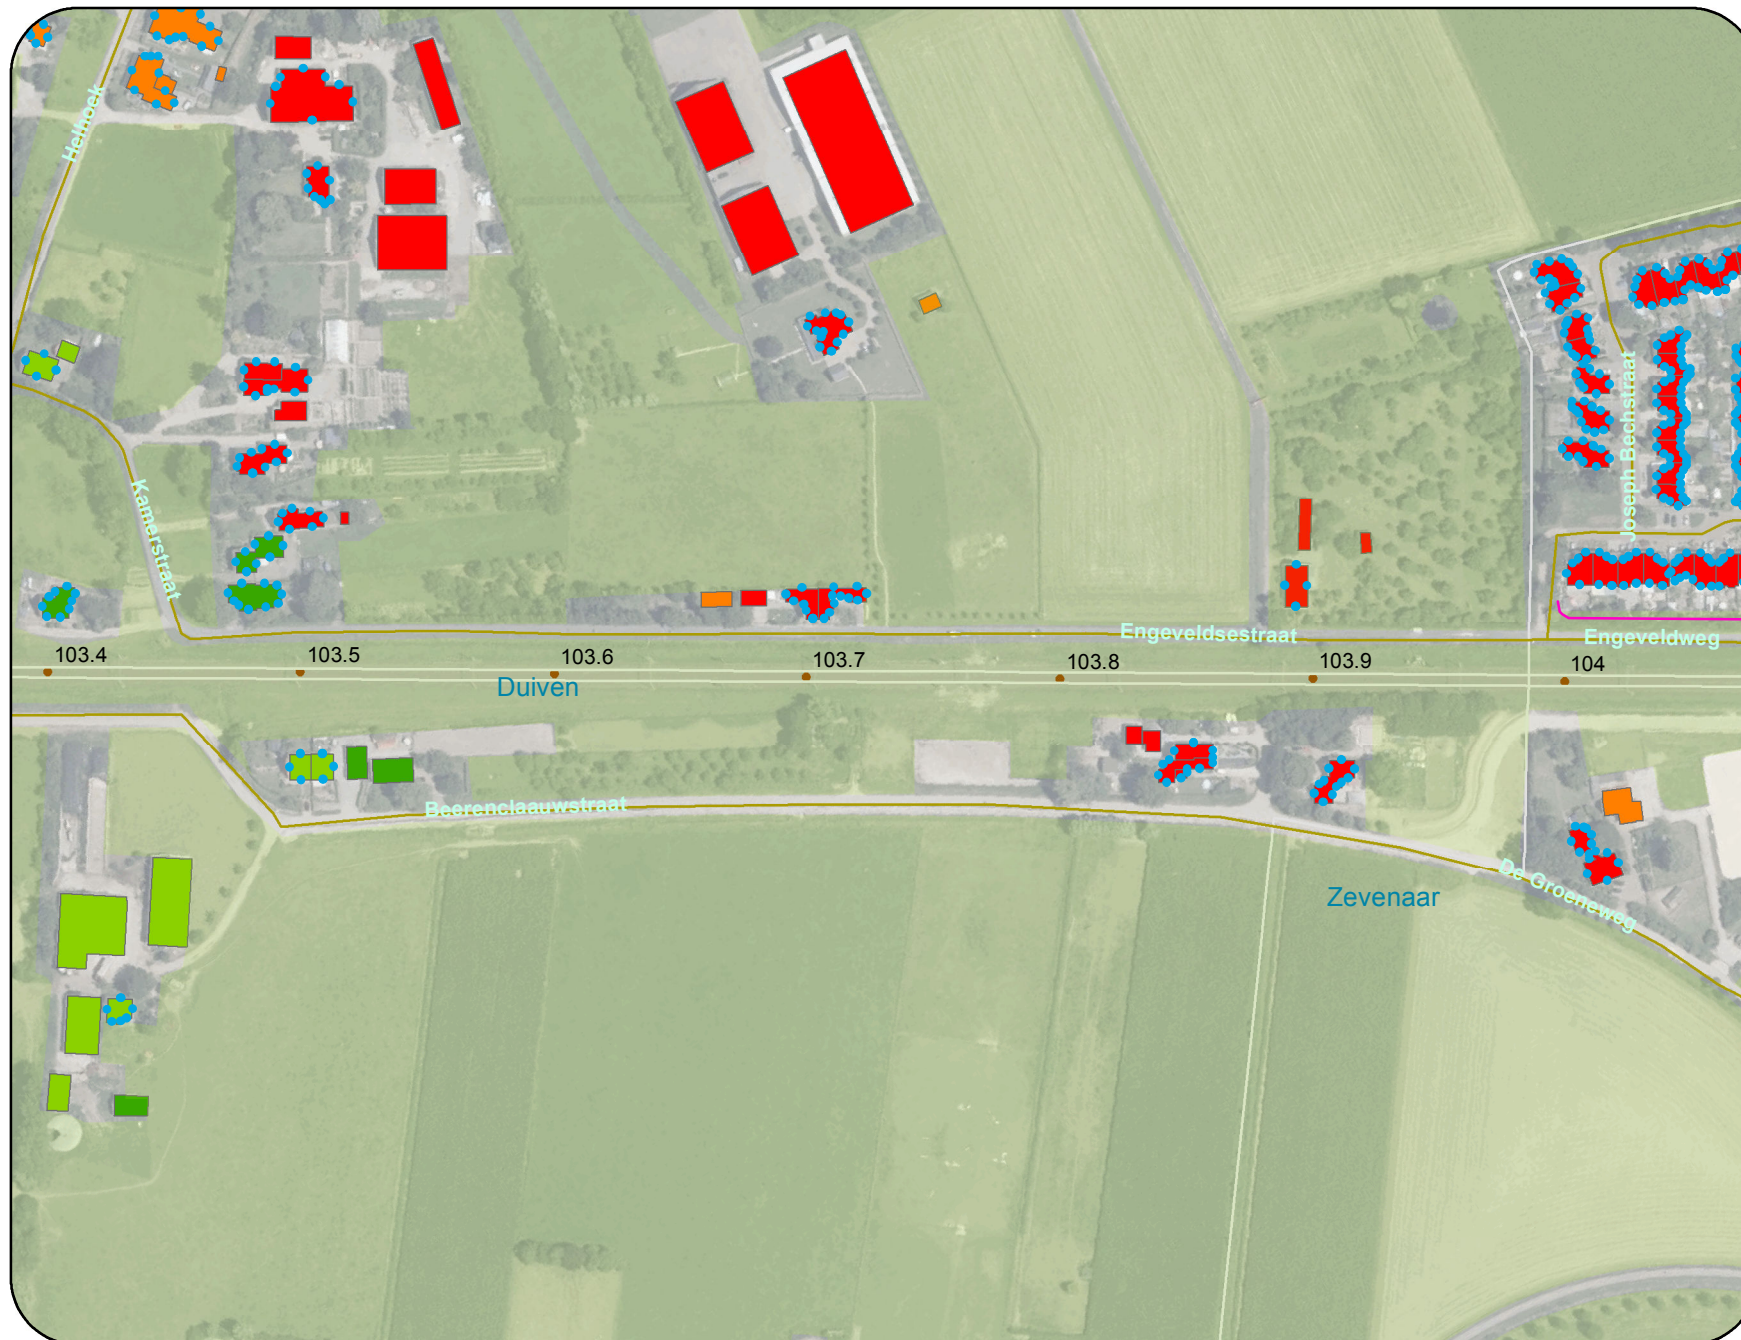 Helhoek
Kamerstraat
Joseph Bechstraat
Engeveldsestraat
Engeveldweg
103.4
103.5
103.6
103.7
103.8
103.9
104
Duiven
Beerenclaauwstraat
De Groeneweg
Zevenaar